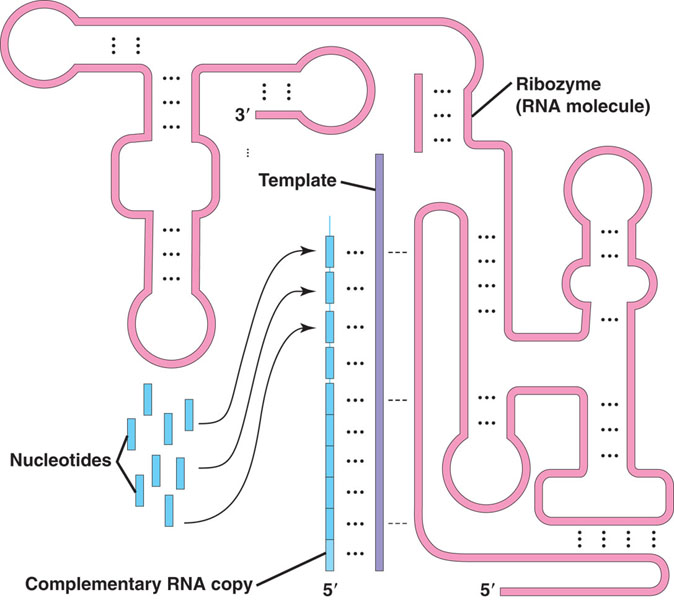 Ribozyme
(RNA molecule)
3′
Template
Nucleotides
Complementary RNA copy
5′
5′